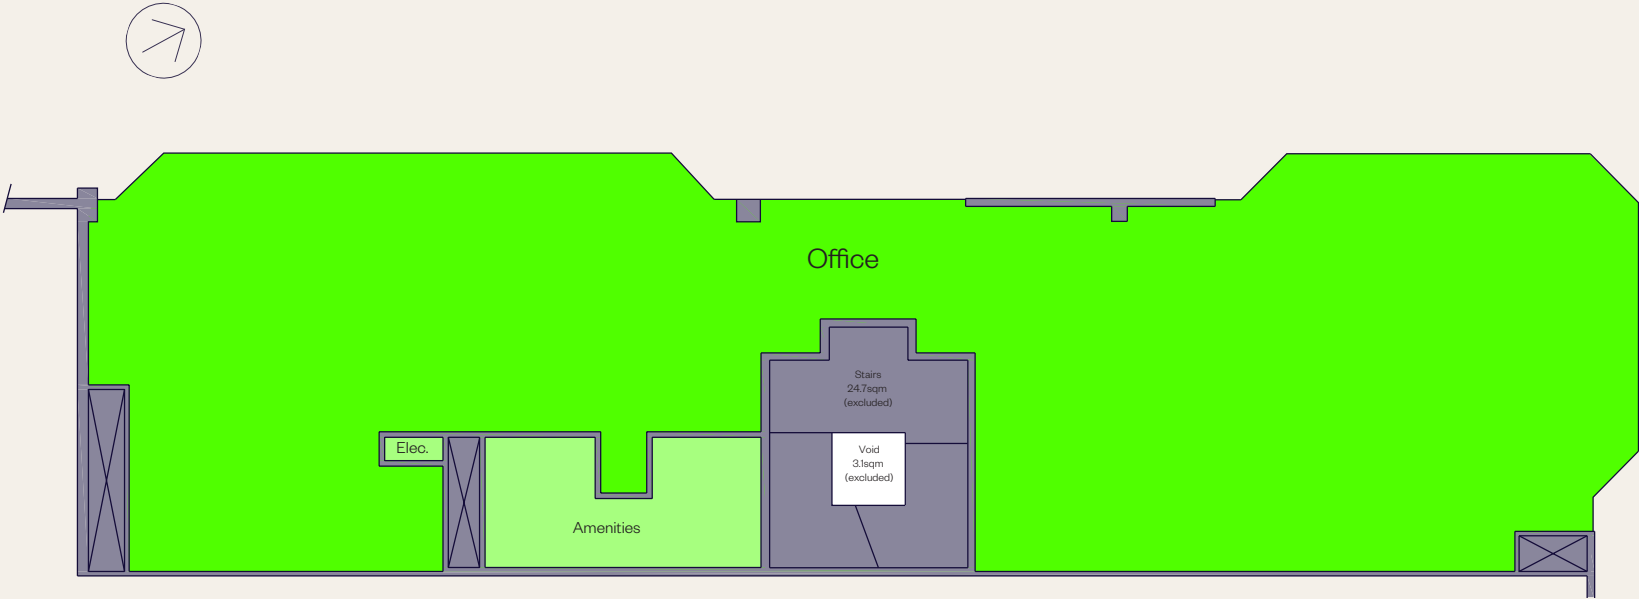 Office
Stairs
24.7sqm
(excluded)
Elec.
Void
3.1sqm
(excluded)
Amenities